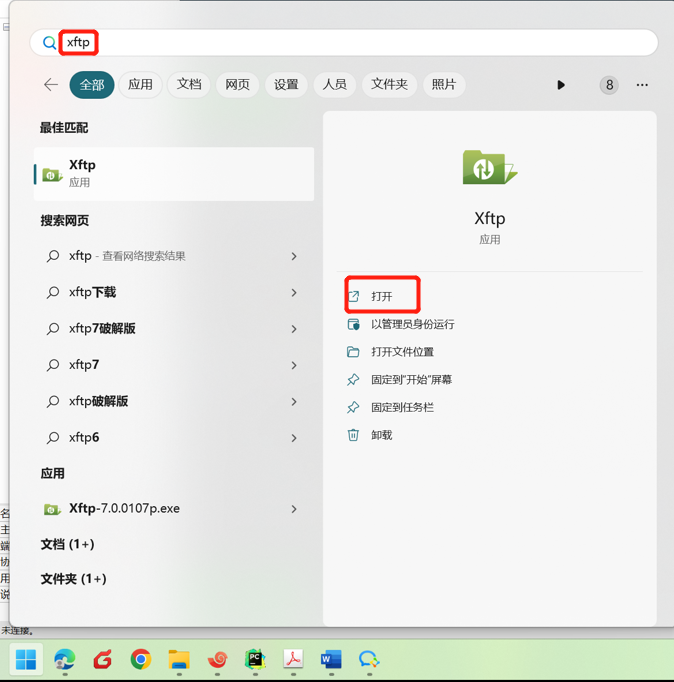 xftp
全部 应用 文档 网页 设置 人员 文件夹 照片 8
最佳匹配
Xftp
应用
搜索网页
xftp - 查看网络搜索结果
xftp下载
xftp7破解版
xftp7
xftp破解版
xftp6
应用
Xftp-7.0.0107p.exe
文档 (1+)
文件夹 (1+)
Xftp
应用
打开
以管理员身份运行
打开文件位置
固定到"开始"屏幕
固定到任务栏
卸载
名
主
端
协
用
说
未连接。